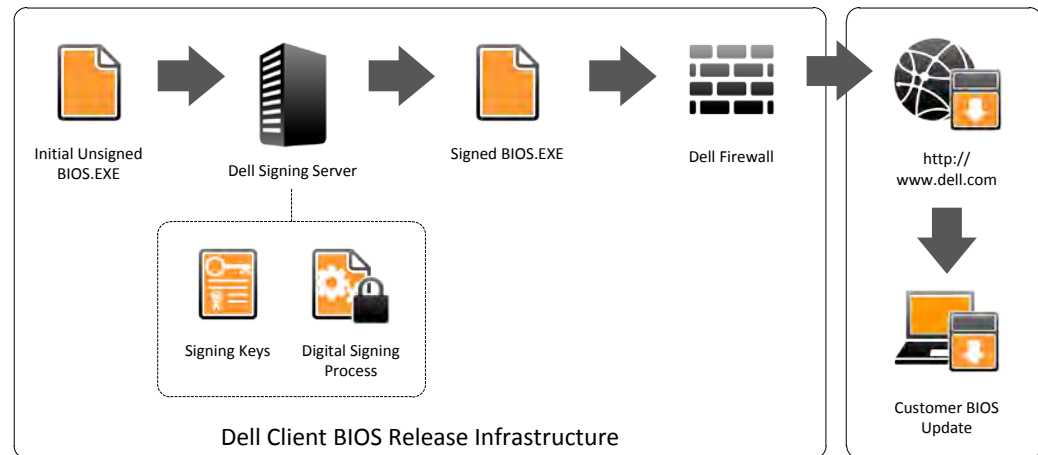 Initial Unsigned
BIOS.EXE
Dell Signing Server
Signed BIOS.EXE
Dell Firewall
http://
www.dell.com
Signing Keys
Digital Signing
Process
Customer BIOS
Update
Dell Client BIOS Release Infrastructure